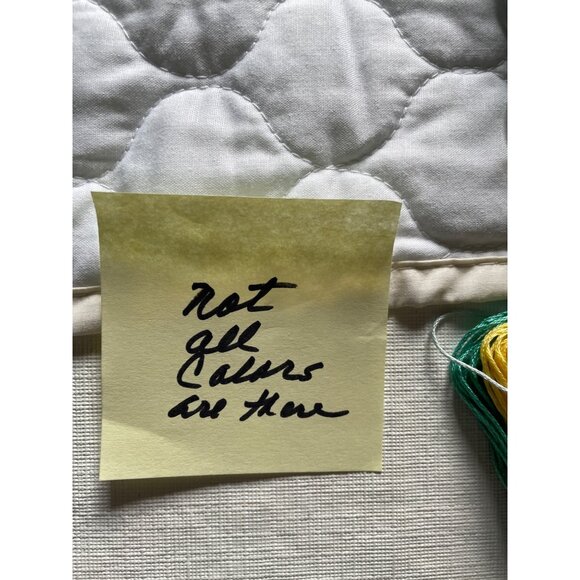 Not
all
Colors
are there